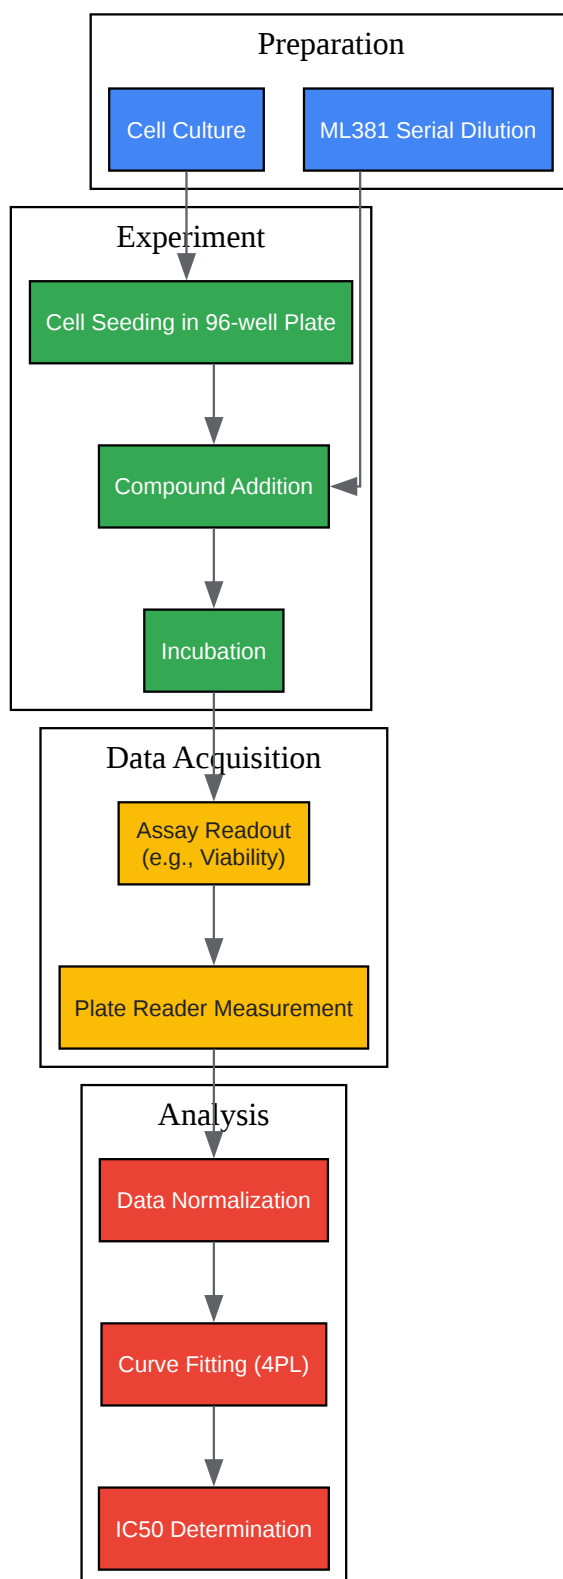 Preparation
Cell Culture
ML381 Serial Dilution
Experiment
Cell Seeding in 96-well Plate
Compound Addition
Incubation
Data Acquisition
Assay Readout
(e.g., Viability)
Plate Reader Measurement
Analysis
Data Normalization
Curve Fitting (4PL)
IC50 Determination